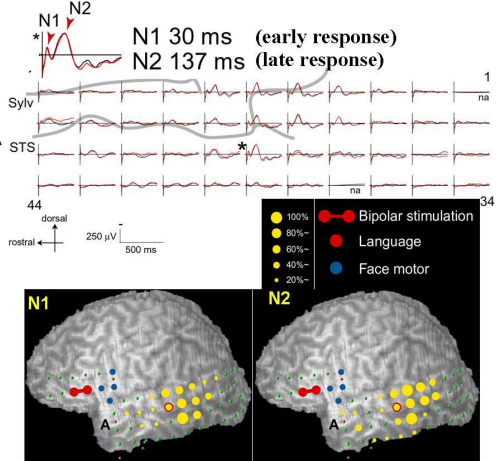 N1 N2
*
N1 30 ms (early response)
N2 137 ms (late response)
1
Sylv
na
A
STS
*
na
44
34
dorsal
rostral
250 μV
500 ms
100%
80%~
60%~
40%~
20%~
Bipolar stimulation
Language
Face motor
N1
N2
A
A